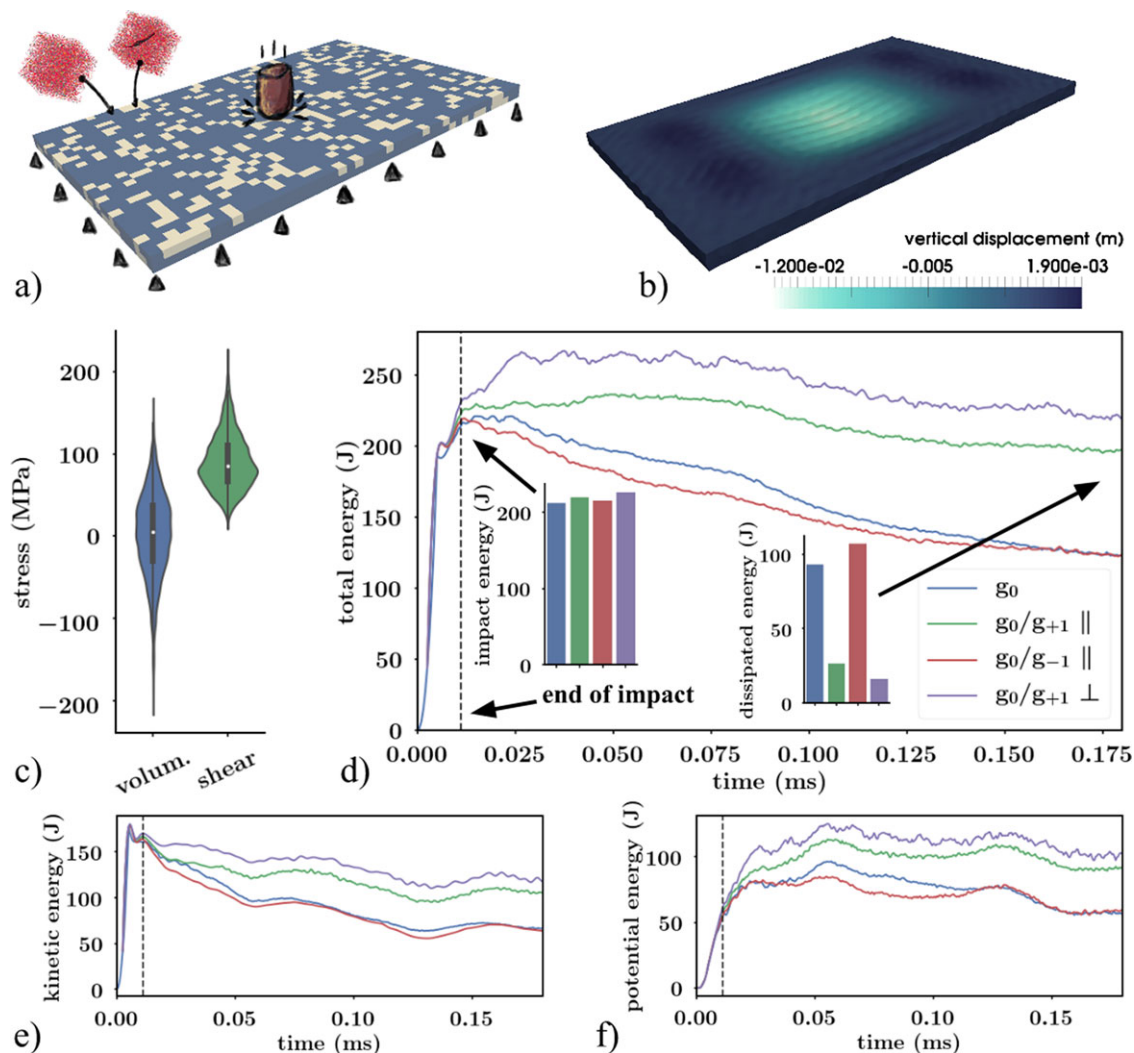 a)
b)
vertical displacement (m)
-1.200e-02 -0.005 1.900e-03
c)
stress (MPa)
200
100
0
−100
−200
volum. shear
d)
total energy (J)
250
200
150
100
50
0
0.000 0.025 0.050 0.075 0.100 0.125 0.150 0.175
time (ms)
impact energy (J)
200
100
0
end of impact
dissipated energy (J)
100
50
0
g₀
g₀/g₊₁ ||
g₀/g₋₁ ||
g₀/g₊₁ ⊥
e)
kinetic energy (J)
150
100
50
0
0.00 0.05 0.10 0.15
time (ms)
f)
potential energy (J)
100
50
0
0.00 0.05 0.10 0.15
time (ms)